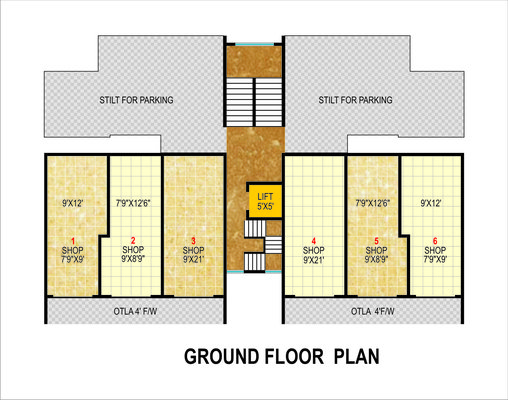 STILT FOR PARKING
STILT FOR PARKING
9'X12'
7'9"X12'6"
LIFT
5'X5'
7'9"X12'6"
9'X12'
1
SHOP
7'9"X9'
2
SHOP
9'X8'9"
3
SHOP
9'X21'
4
SHOP
9'X21'
5
SHOP
9'X8'9"
6
SHOP
7'9"X9'
OTLA 4' F/W
OTLA 4'F/W
GROUND FLOOR PLAN